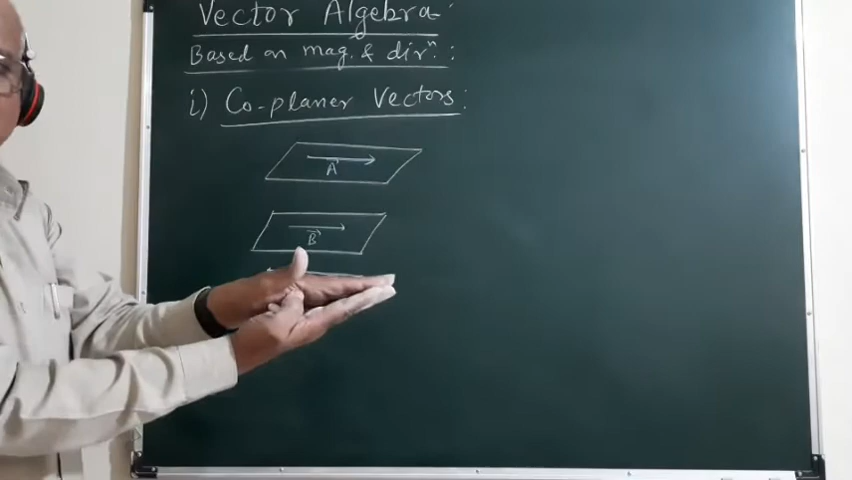 Vector Algebra:
Based on mag. & dirⁿ. :
i) Co-planer Vectors:
A⃗
B⃗